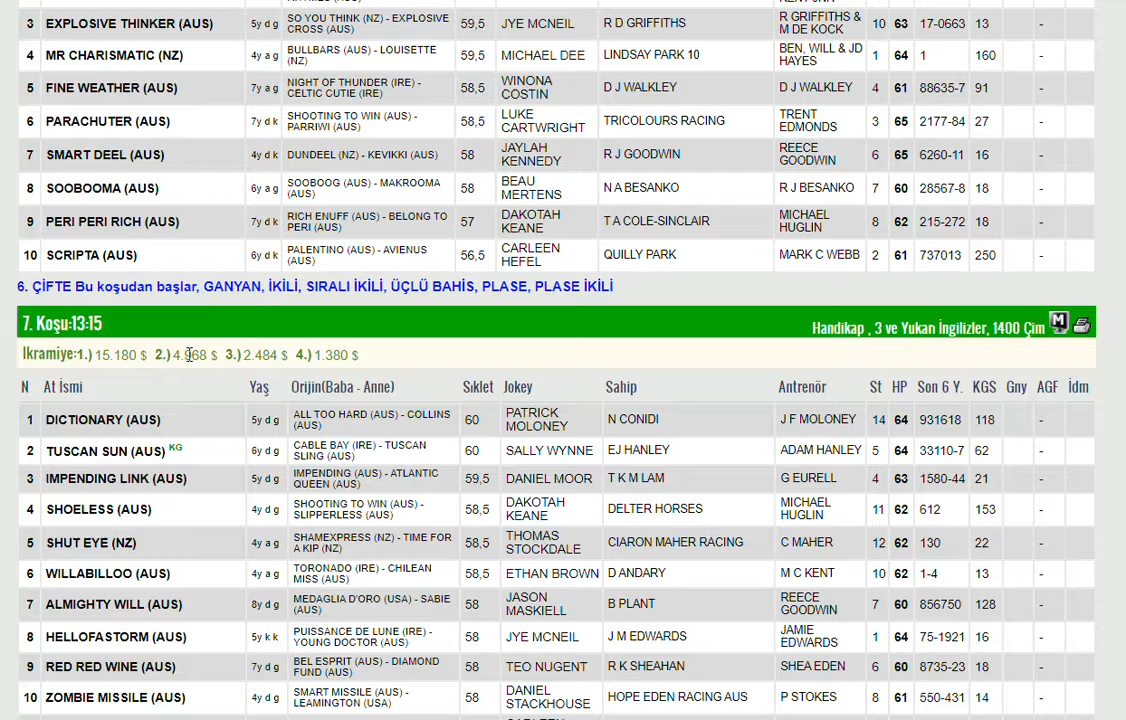 3 EXPLOSIVE THINKER (AUS) 5y d g SO YOU THINK (NZ) - EXPLOSIVE CROSS (AUS) 59,5 JYE MCNEIL R D GRIFFITHS R GRIFFITHS & M DE KOCK 10 63 17-0663 13 -
4 MR CHARISMATIC (NZ) 4y a g BULLBARS (AUS) - LOUISETTE (NZ) 59,5 MICHAEL DEE LINDSAY PARK 10 BEN, WILL & JD HAYES 1 64 1 160 -
5 FINE WEATHER (AUS) 7y a g NIGHT OF THUNDER (IRE) - CELTIC CUTIE (IRE) 58,5 WINONA COSTIN D J WALKLEY D J WALKLEY 4 61 88635-7 91 -
6 PARACHUTER (AUS) 7y d k SHOOTING TO WIN (AUS) - PARRIWI (AUS) 58,5 LUKE CARTWRIGHT TRICOLOURS RACING TRENT EDMONDS 3 65 2177-84 27 -
7 SMART DEEL (AUS) 4y d k DUNDEEL (NZ) - KEVIKKI (AUS) 58 JAYLAH KENNEDY R J GOODWIN REECE GOODWIN 6 65 6260-11 16 -
8 SOOBOOMA (AUS) 6y a g SOOBOOG (AUS) - MAKROOMA (AUS) 58 BEAU MERTENS N A BESANKO R J BESANKO 7 60 28567-8 18 -
9 PERI PERI RICH (AUS) 7y d k RICH ENUFF (AUS) - BELONG TO PERI (AUS) 57 DAKOTAH KEANE T A COLE-SINCLAIR MICHAEL HUGLIN 8 62 215-272 18 -
10 SCRIPTA (AUS) 6y d k PALENTINO (AUS) - AVIENUS (AUS) 56,5 CARLEEN HEFEL QUILLY PARK MARK C WEBB 2 61 737013 250 -
6. ÇİFTE Bu koşudan başlar, GANYAN, İKİLİ, SIRALI İKİLİ, ÜÇLÜ BAHİS, PLASE, PLASE İKİLİ
7. Koşu:13:15 Handikap , 3 ve Yukarı İngilizler, 1400 Çim M
İkramiye:1.) 15.180 $ 2.) 4.968 $ 3.) 2.484 $ 4.) 1.380 $
N At İsmi Yaş Orijin(Baba - Anne) Sıklet Jokey Sahip Antrenör St HP Son 6 Y. KGS Gny AGF İdm
1 DICTIONARY (AUS) 5y d g ALL TOO HARD (AUS) - COLLINS (AUS) 60 PATRICK MOLONEY N CONIDI J F MOLONEY 14 64 931618 118 -
2 TUSCAN SUN (AUS) KG 6y d g CABLE BAY (IRE) - TUSCAN SLING (AUS) 60 SALLY WYNNE EJ HANLEY ADAM HANLEY 5 64 33110-7 62 -
3 IMPENDING LINK (AUS) 5y d g IMPENDING (AUS) - ATLANTIC QUEEN (AUS) 59,5 DANIEL MOOR T K M LAM G EURELL 4 63 1580-44 21 -
4 SHOELESS (AUS) 4y d g SHOOTING TO WIN (AUS) - SLIPPERLESS (AUS) 58,5 DAKOTAH KEANE DELTER HORSES MICHAEL HUGLIN 11 62 612 153 -
5 SHUT EYE (NZ) 4y a g SHAMEXPRESS (NZ) - TIME FOR A KIP (NZ) 58,5 THOMAS STOCKDALE CIARON MAHER RACING C MAHER 12 62 130 22 -
6 WILLABILLOO (AUS) 4y a g TORONADO (IRE) - CHILEAN MISS (AUS) 58,5 ETHAN BROWN D ANDARY M C KENT 10 62 1-4 13 -
7 ALMIGHTY WILL (AUS) 8y d g MEDAGLIA D'ORO (USA) - SABIE (AUS) 58 JASON MASKIELL B PLANT REECE GOODWIN 7 60 856750 128 -
8 HELLOFASTORM (AUS) 5y k k PUISSANCE DE LUNE (IRE) - YOUNG DOCTOR (AUS) 58 JYE MCNEIL J M EDWARDS JAMIE EDWARDS 1 64 75-1921 16 -
9 RED RED WINE (AUS) 7y d g BEL ESPRIT (AUS) - DIAMOND FUND (AUS) 58 TEO NUGENT R K SHEAHAN SHEA EDEN 6 60 8735-23 18 -
10 ZOMBIE MISSILE (AUS) 4y d g SMART MISSILE (AUS) - LEAMINGTON (USA) 58 DANIEL STACKHOUSE HOPE EDEN RACING AUS P STOKES 8 61 550-431 14 -